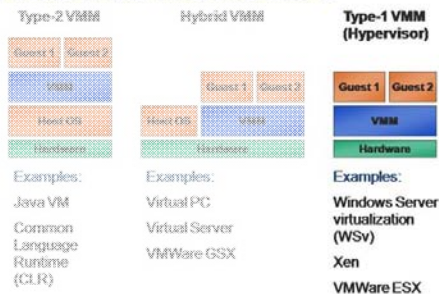 Type-2 VMM
Guest 1 Guest 2
VMM
Host OS
Hardware
Examples:
Java VM
Common
Language
Runtime
(CLR)
Hybrid VMM
Guest 1 Guest 2
Host OS VMM
Hardware
Examples:
Virtual PC
Virtual Server
VMWare GSX
Type-1 VMM
(Hypervisor)
Guest 1 Guest 2
VMM
Hardware
Examples:
Windows Server
virtualization
(WSv)
Xen
VMWare ESX